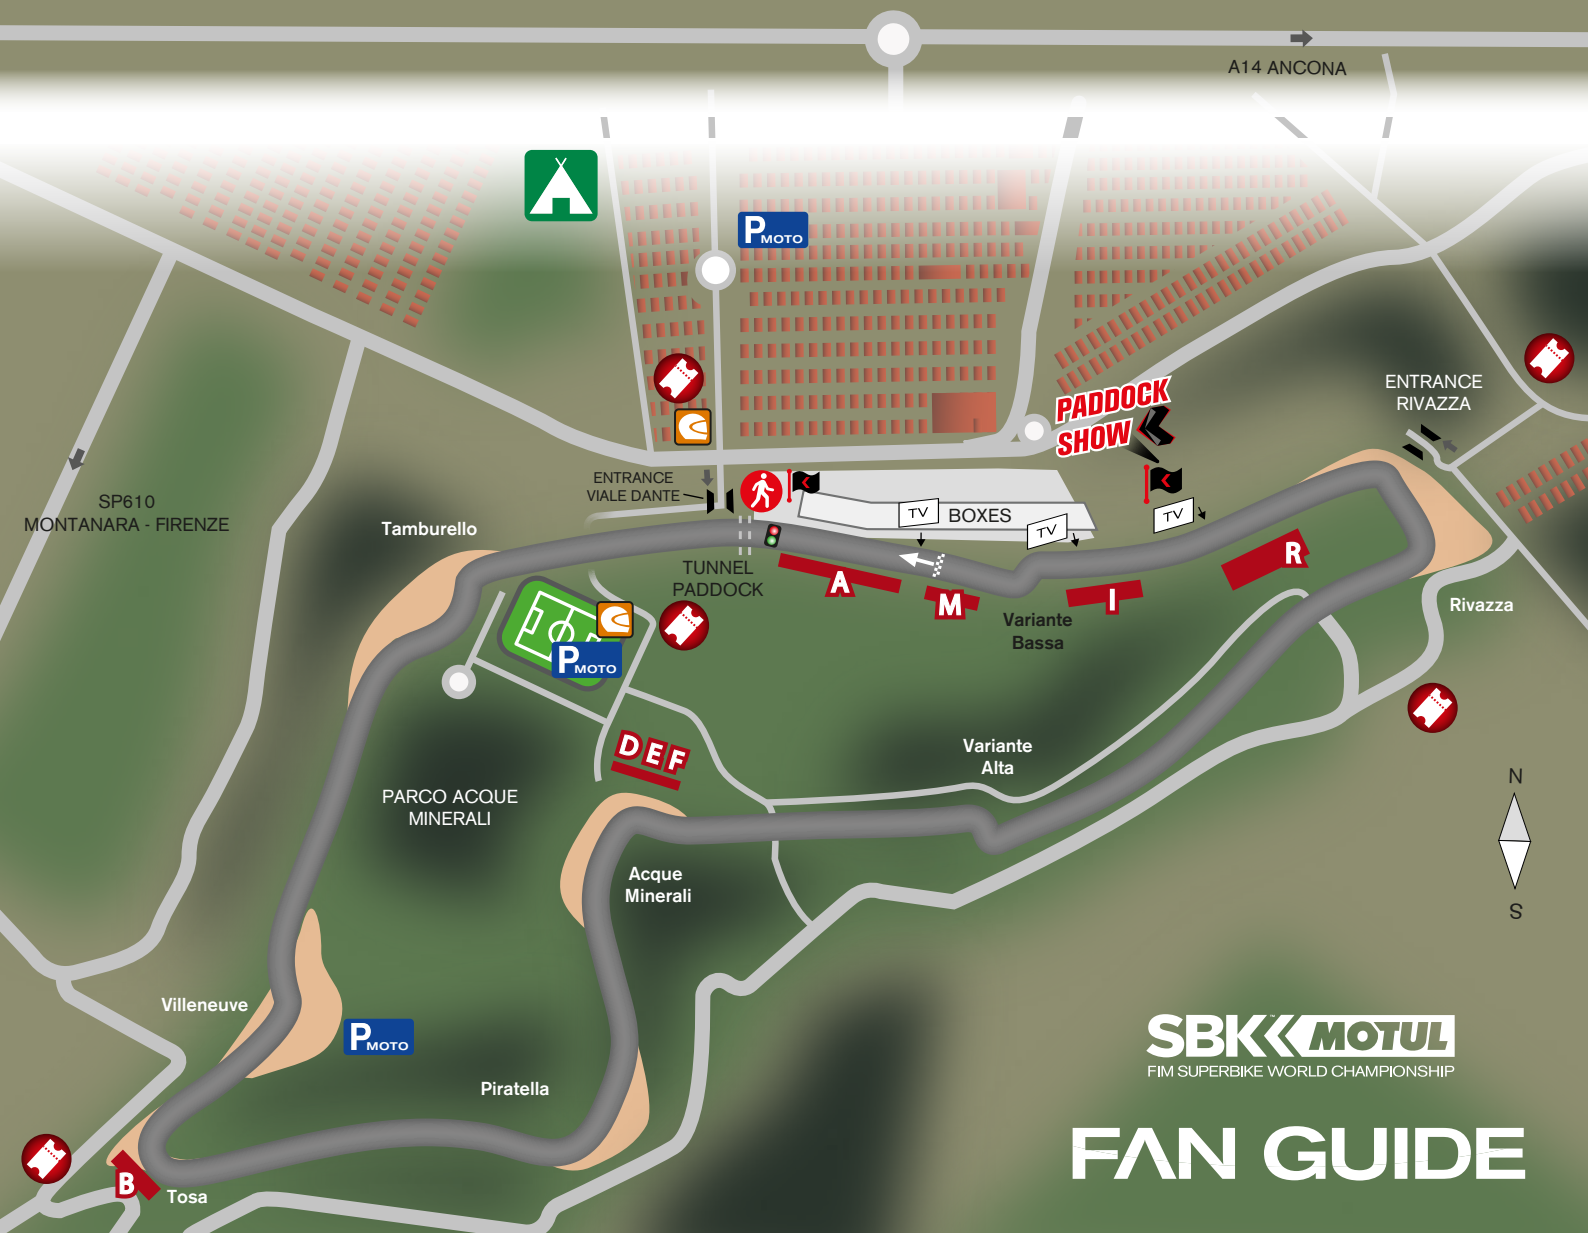 A14 ANCONA
P MOTO
PADDOCK
SHOW
ENTRANCE
RIVAZZA
ENTRANCE
VIALE DANTE
SP610
MONTANARA - FIRENZE
Tamburello
TV
BOXES
TV
TV
TUNNEL
PADDOCK
A
M
I
R
Variante
Bassa
Rivazza
P MOTO
D E F
Variante
Alta
PARCO ACQUE
MINERALI
N
S
Acque
Minerali
Villeneuve
P MOTO
Piratella
B
Tosa
SBK MOTUL
FIM SUPERBIKE WORLD CHAMPIONSHIP
FAN GUIDE